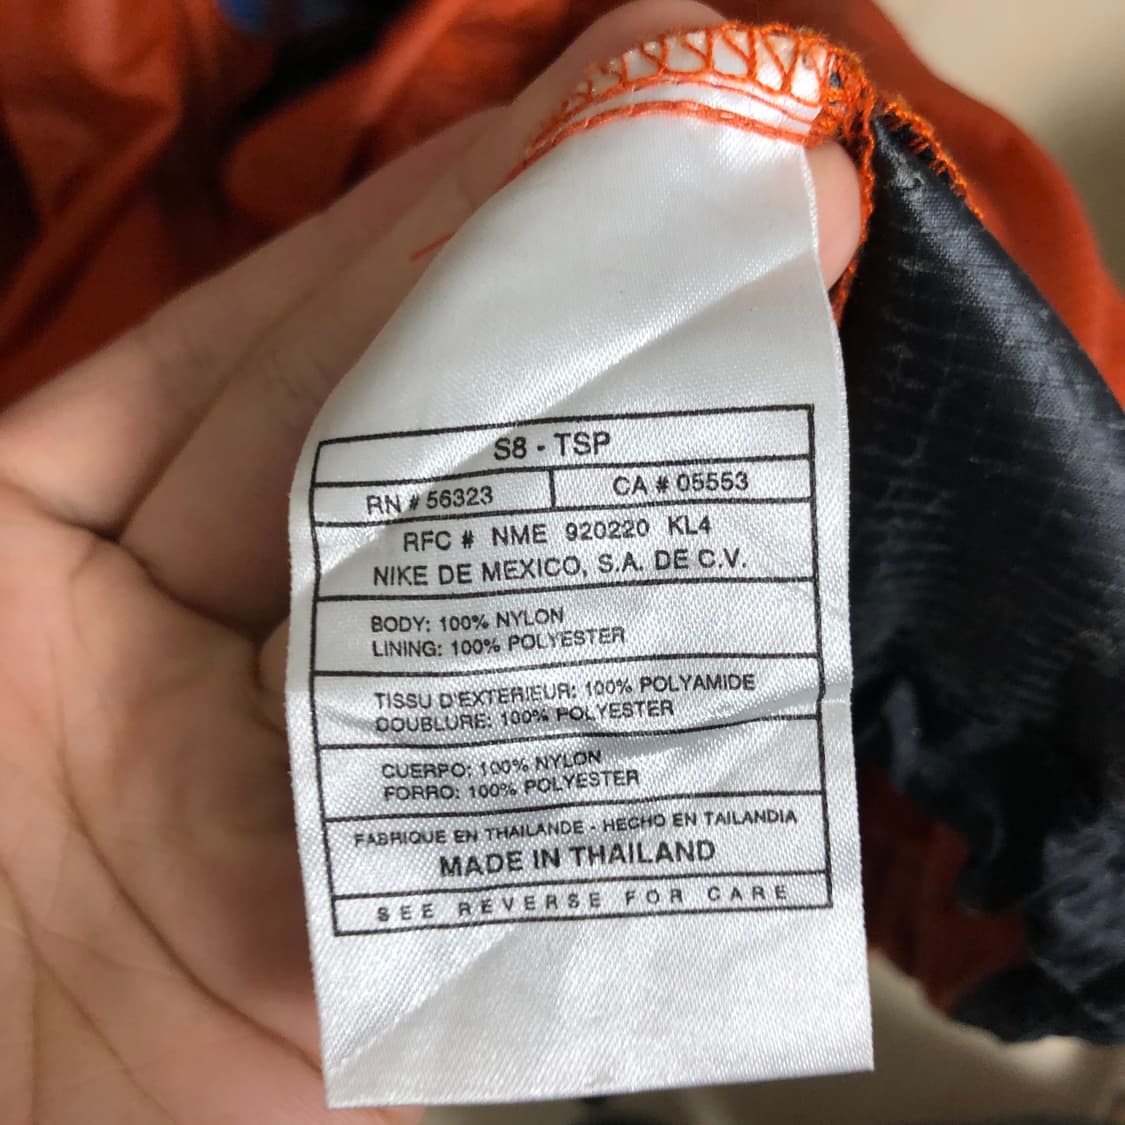 S8 - TSP
RN # 56323 CA # 05553
RFC # NME 920220 KL4
NIKE DE MEXICO, S.A. DE C.V.
BODY: 100% NYLON
LINING: 100% POLYESTER
TISSU D'EXTERIEUR: 100% POLYAMIDE
DOUBLURE: 100% POLYESTER
CUERPO: 100% NYLON
FORRO: 100% POLYESTER
FABRIQUE EN THAILANDE - HECHO EN TAILANDIA
MADE IN THAILAND
SEE REVERSE FOR CARE